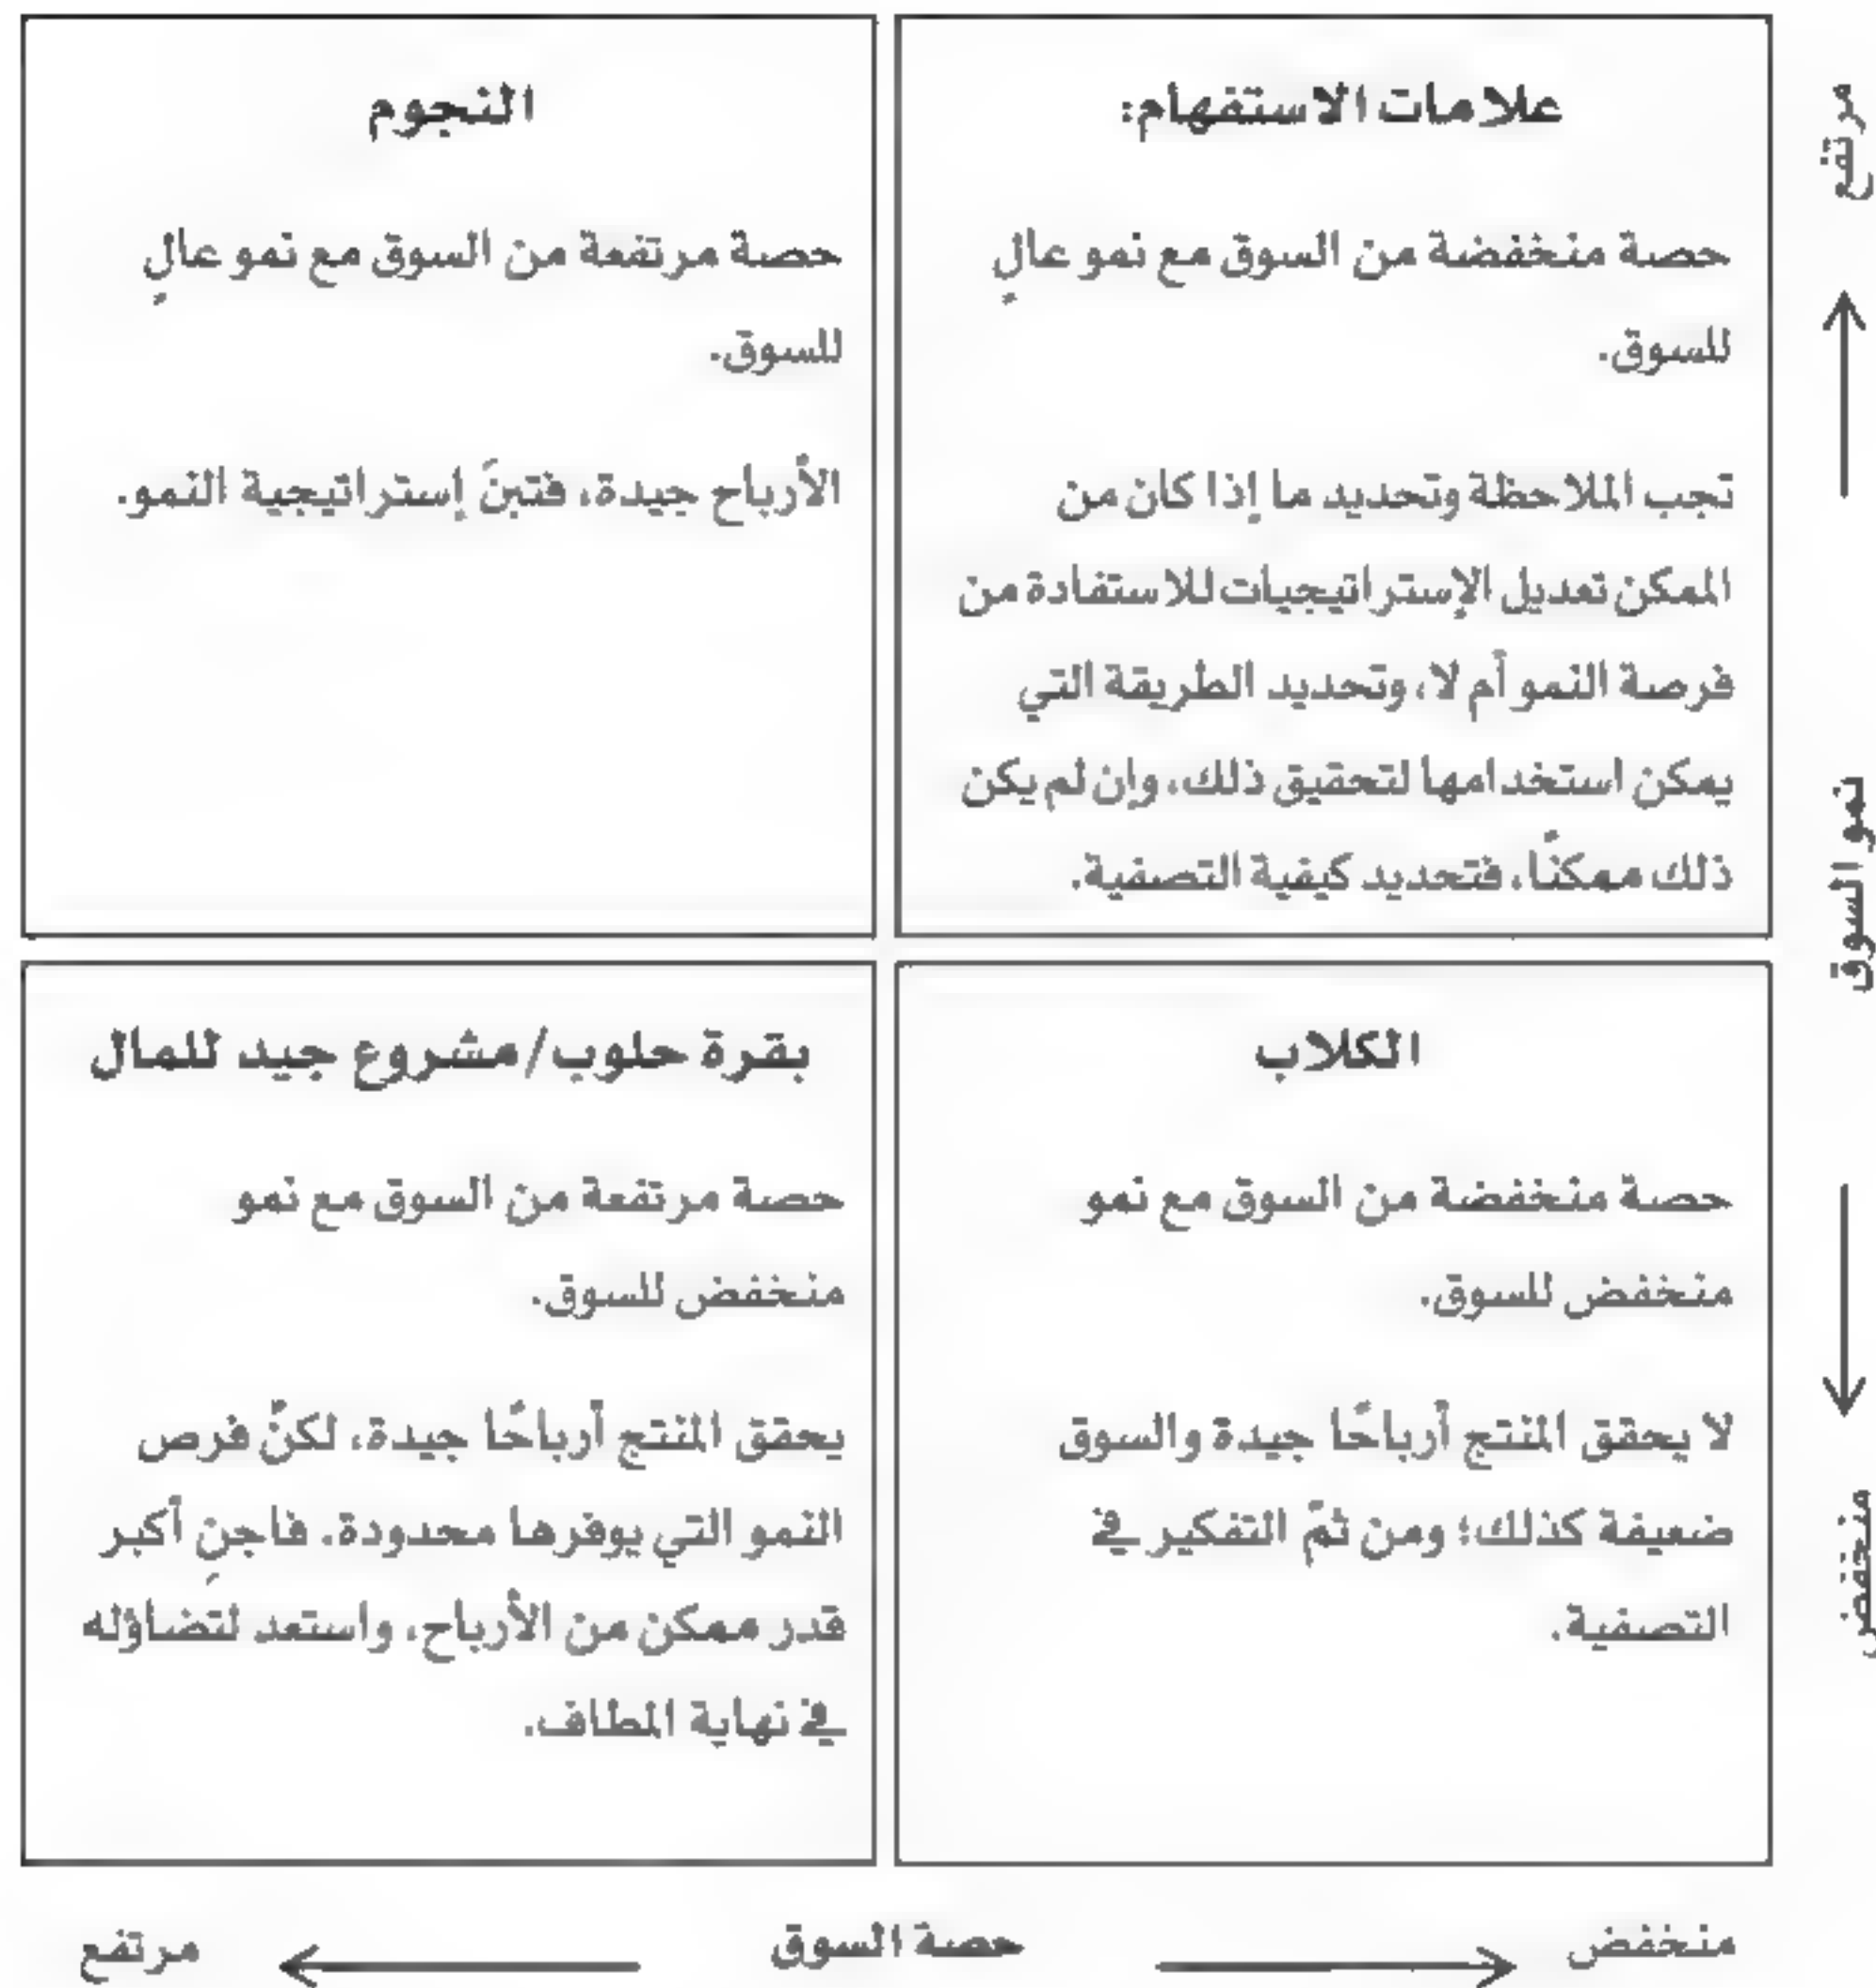 علامات الاستفهام:
حصة منخفضة من السوق مع نمو عالٍ
للسوق.
تجب الملاحظة وتحديد ما إذا كان من
الممكن تعديل الإستراتيجيات للاستفادة من
فرصة النمو أم لا، وتحديد الطريقة التي
يمكن استخدامها لتحقيق ذلك، وإن لم يكن
ذلك ممكنًا، فتحديد كيفية التصفية.
النجوم
حصة مرتفعة من السوق مع نمو عالٍ
للسوق.
الأرباح جيدة، فتبنَ إستراتيجية النمو.
الكلاب
حصة منخفضة من السوق مع نمو
منخفض للسوق.
لا يحقق المنتج أرباحًا جيدة والسوق
ضعيفة كذلك؛ ومن ثمّ التفكير في
التصفية.
بقرة حلوب/مشروع جيد للمال
حصة مرتفعة من السوق مع نمو
منخفض للسوق.
يحقق المنتج أرباحًا جيدة، لكنّ فرص
النمو التي يوفرها محدودة. فاجنِ أكبر
قدر ممكن من الأرباح، واستعد لتضاؤله
في نهاية المطاف.
مرتفع
نمو السوق
منخفض
منخفض
حصة السوق
مرتفع